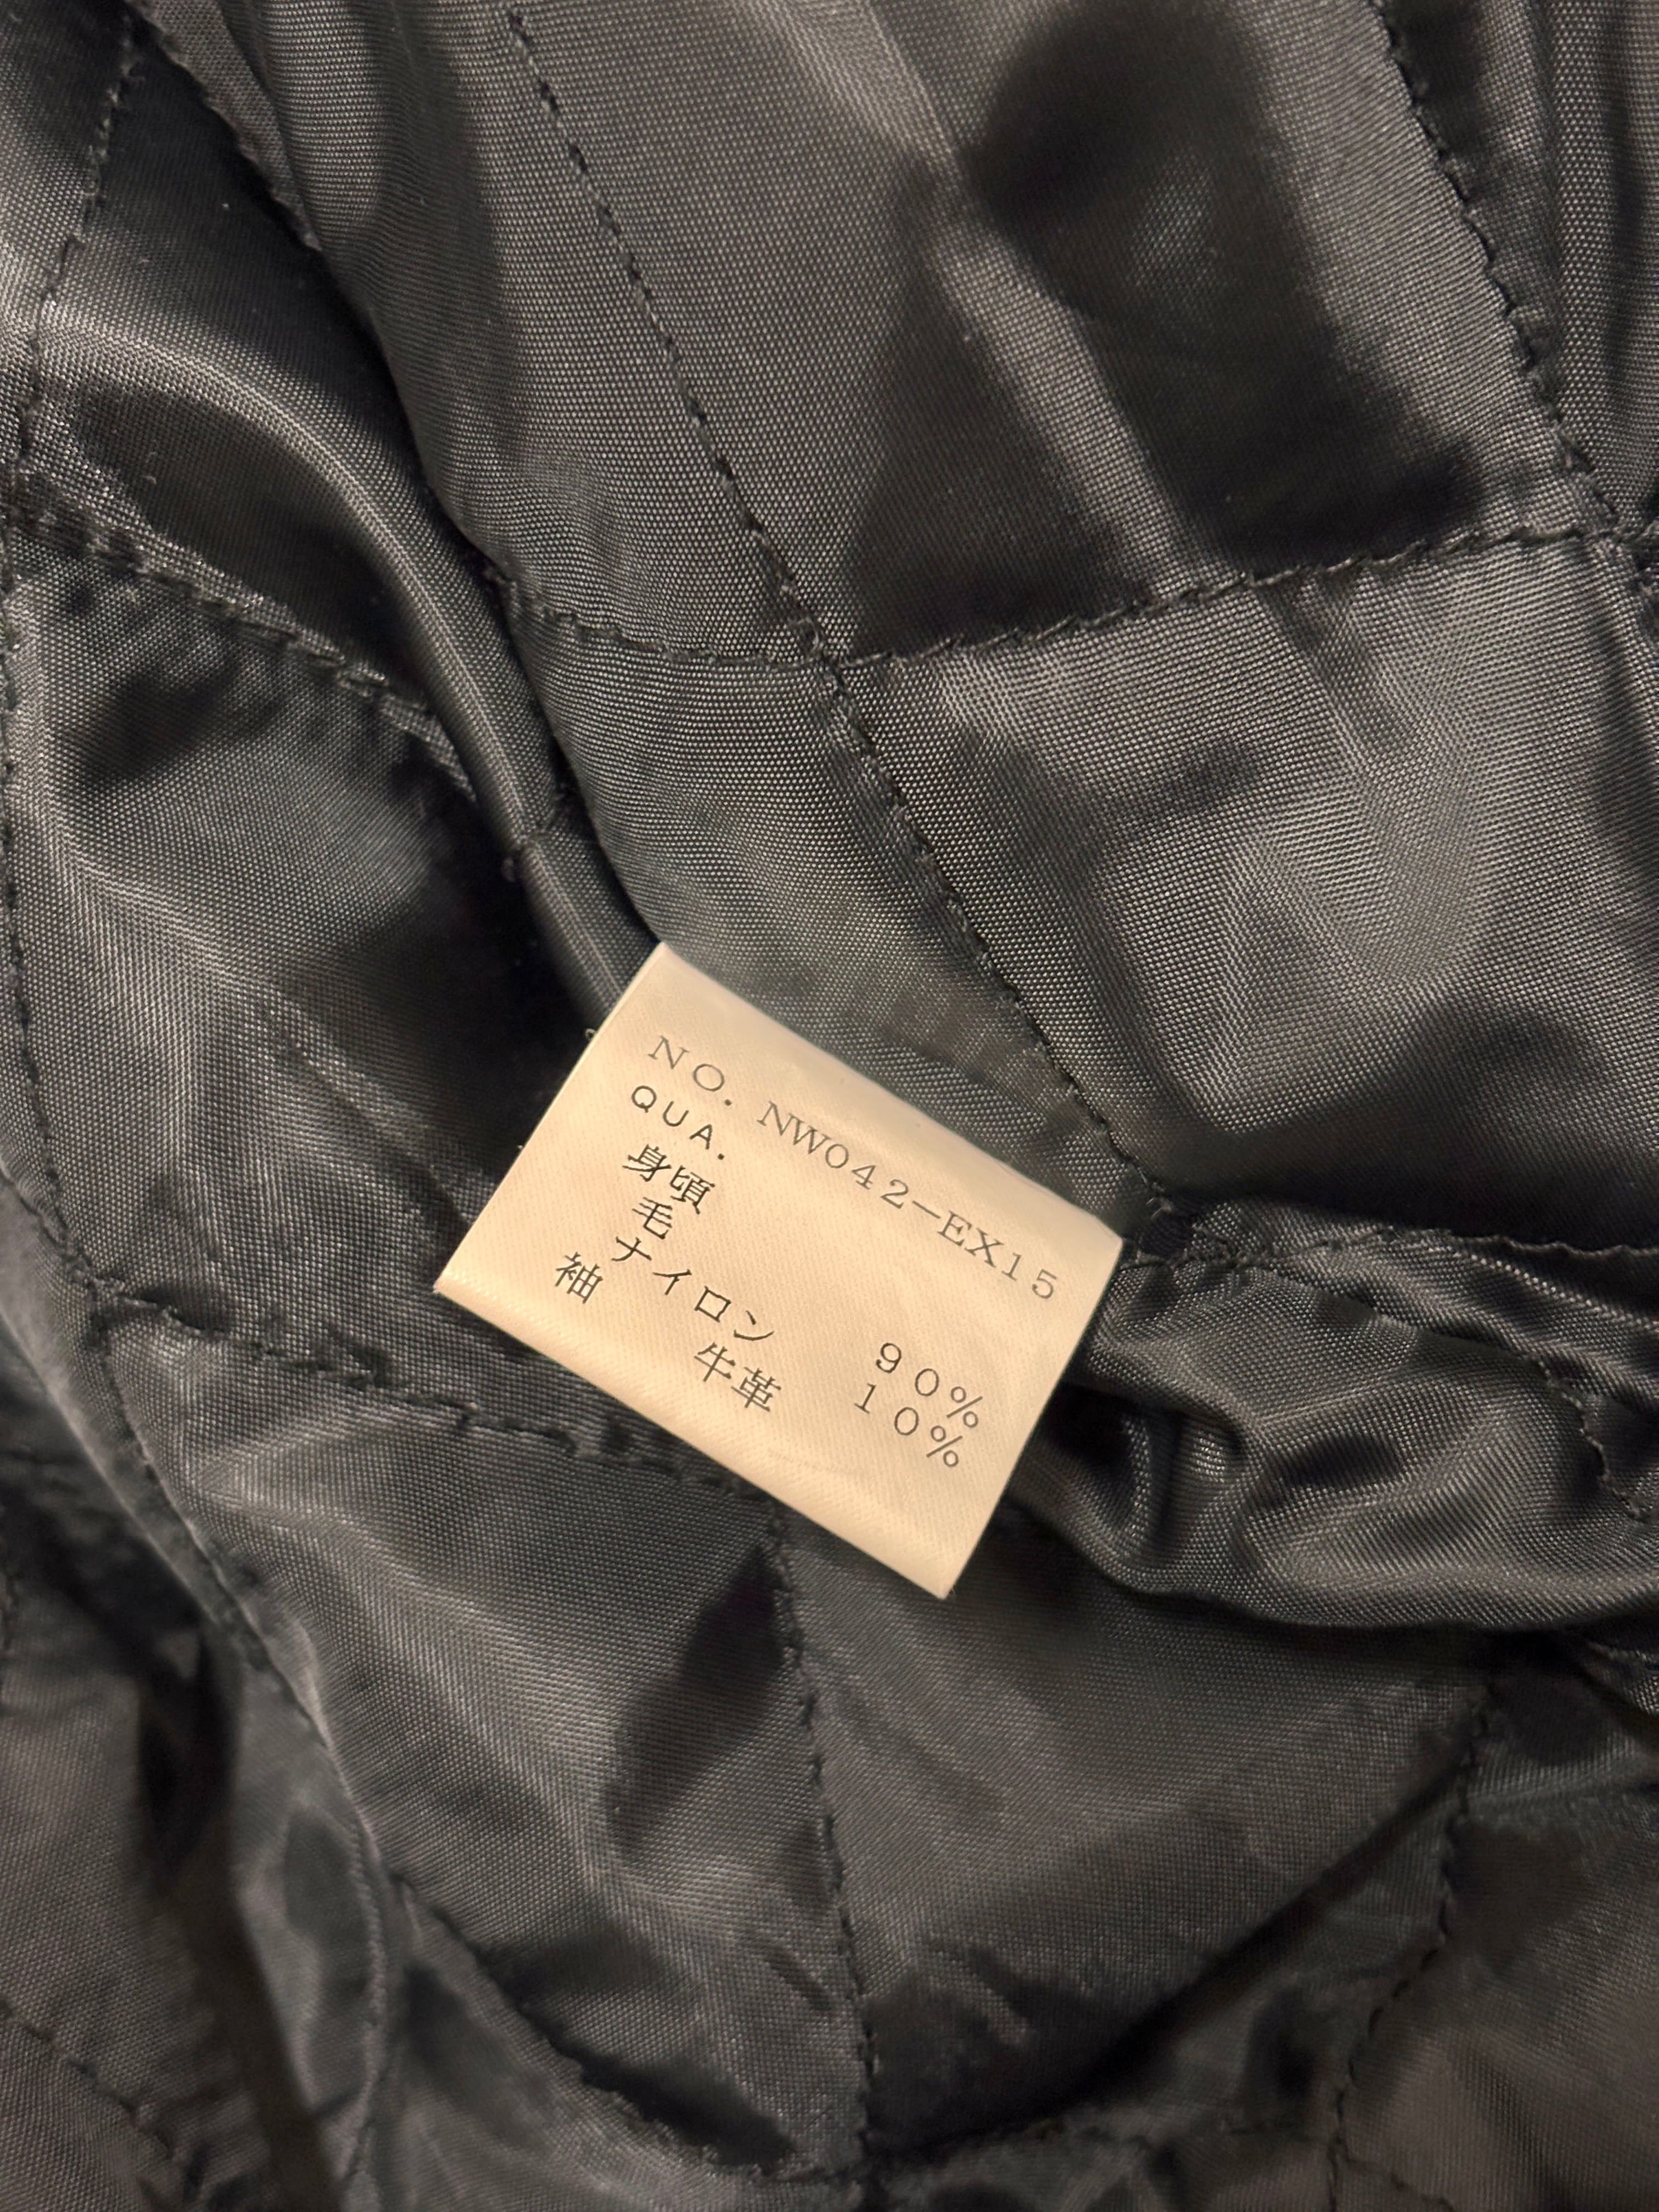 NO. NW042-EX15
QUA.
身頃
毛 90%
ナイロン 10%
袖
牛革